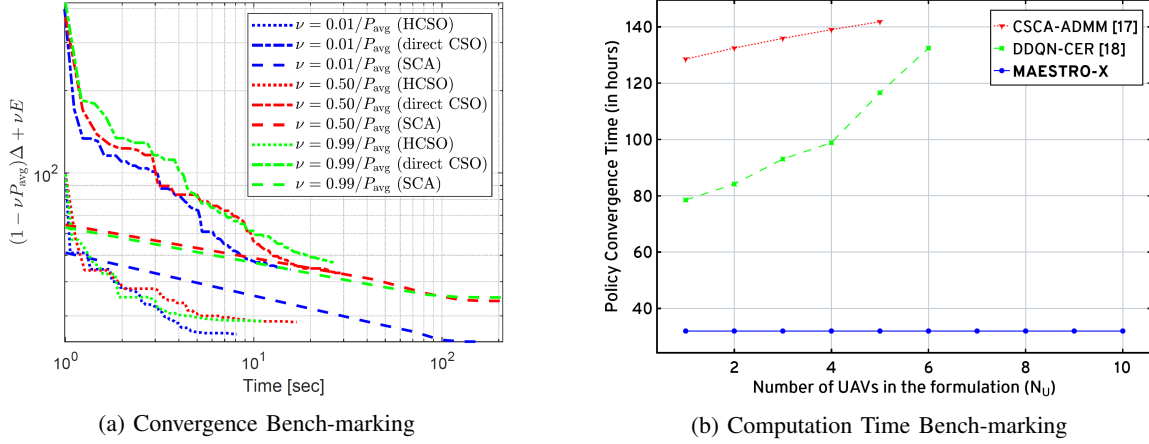 (1 − νP_avg)Δ + νE
10^2
10^0
10^1
10^2
Time [sec]
ν = 0.01/P_avg (HCSO)
ν = 0.01/P_avg (direct CSO)
ν = 0.01/P_avg (SCA)
ν = 0.50/P_avg (HCSO)
ν = 0.50/P_avg (direct CSO)
ν = 0.50/P_avg (SCA)
ν = 0.99/P_avg (HCSO)
ν = 0.99/P_avg (direct CSO)
ν = 0.99/P_avg (SCA)
(a) Convergence Bench-marking
Policy Convergence Time (in hours)
140
120
100
80
60
40
2
4
6
8
10
Number of UAVs in the formulation (N_U)
CSCA-ADMM [17]
DDQN-CER [18]
MAESTRO-X
(b) Computation Time Bench-marking